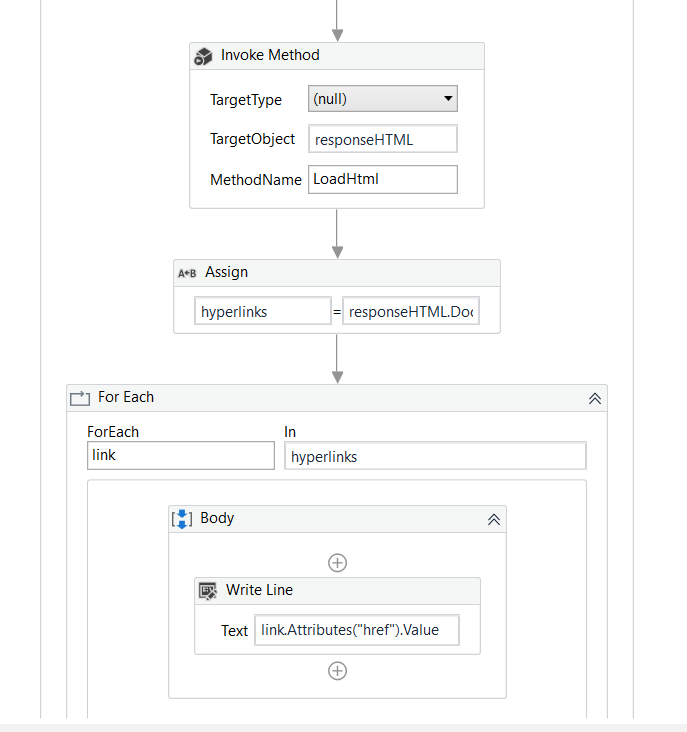 Invoke Method
TargetType (null)
TargetObject responseHTML
MethodName LoadHtml
A B Assign
hyperlinks = responseHTML.Doc
For Each
ForEach In
link hyperlinks
Body
Write Line
Text link.Attributes("href").Value